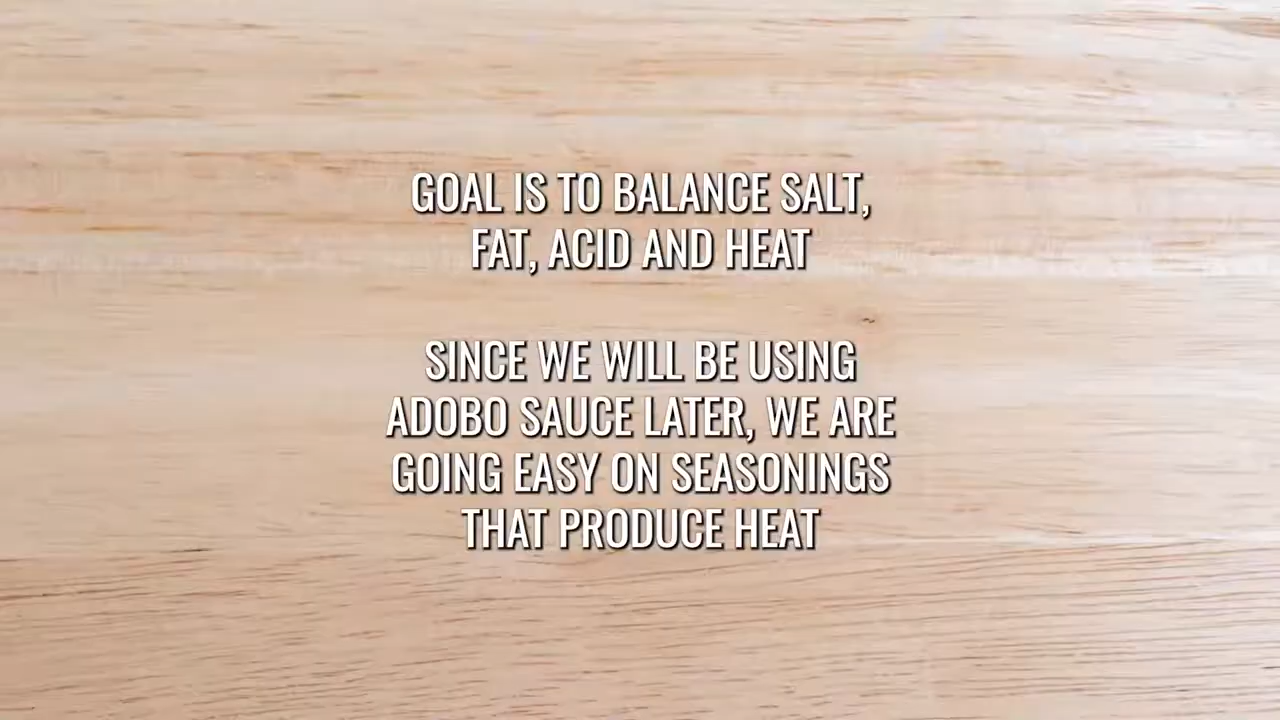 GOAL IS TO BALANCE SALT,
FAT, ACID AND HEAT
SINCE WE WILL BE USING
ADOBO SAUCE LATER, WE ARE
GOING EASY ON SEASONINGS
THAT PRODUCE HEAT